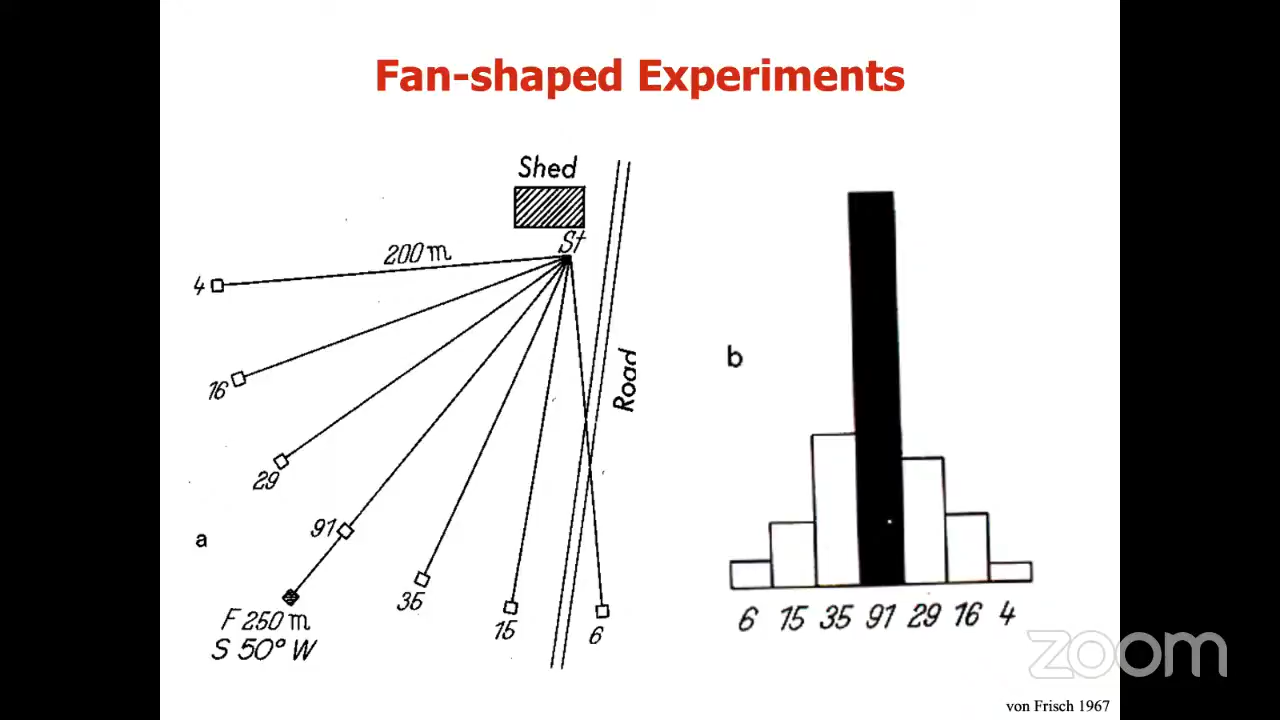 Fan-shaped Experiments
Shed
St
200 m
4
16
29
91
35
15
6
Road
a
F 250 m
S 50° W
b
6 15 35 91 29 16 4
zoom
von Frisch 1967